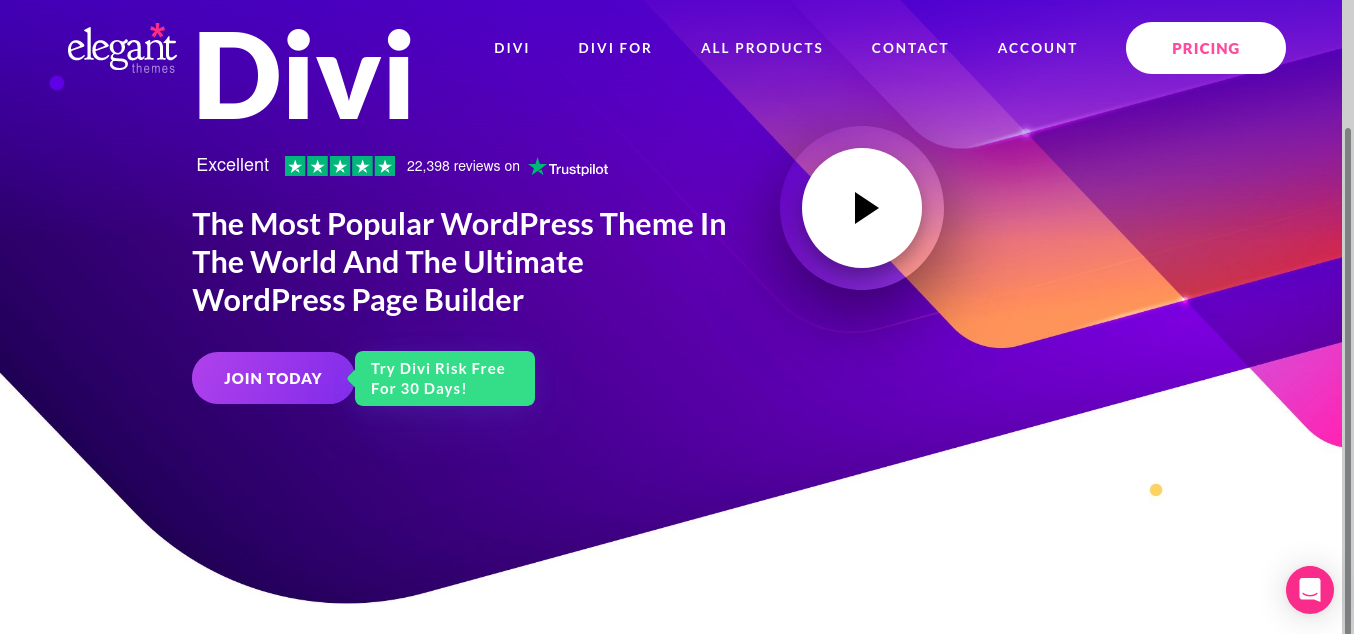 elegant themes
DIVI
DIVI FOR
ALL PRODUCTS
CONTACT
ACCOUNT
PRICING
Divi
Excellent 22,398 reviews on Trustpilot
The Most Popular WordPress Theme In
The World And The Ultimate
WordPress Page Builder
JOIN TODAY
Try Divi Risk Free
For 30 Days!